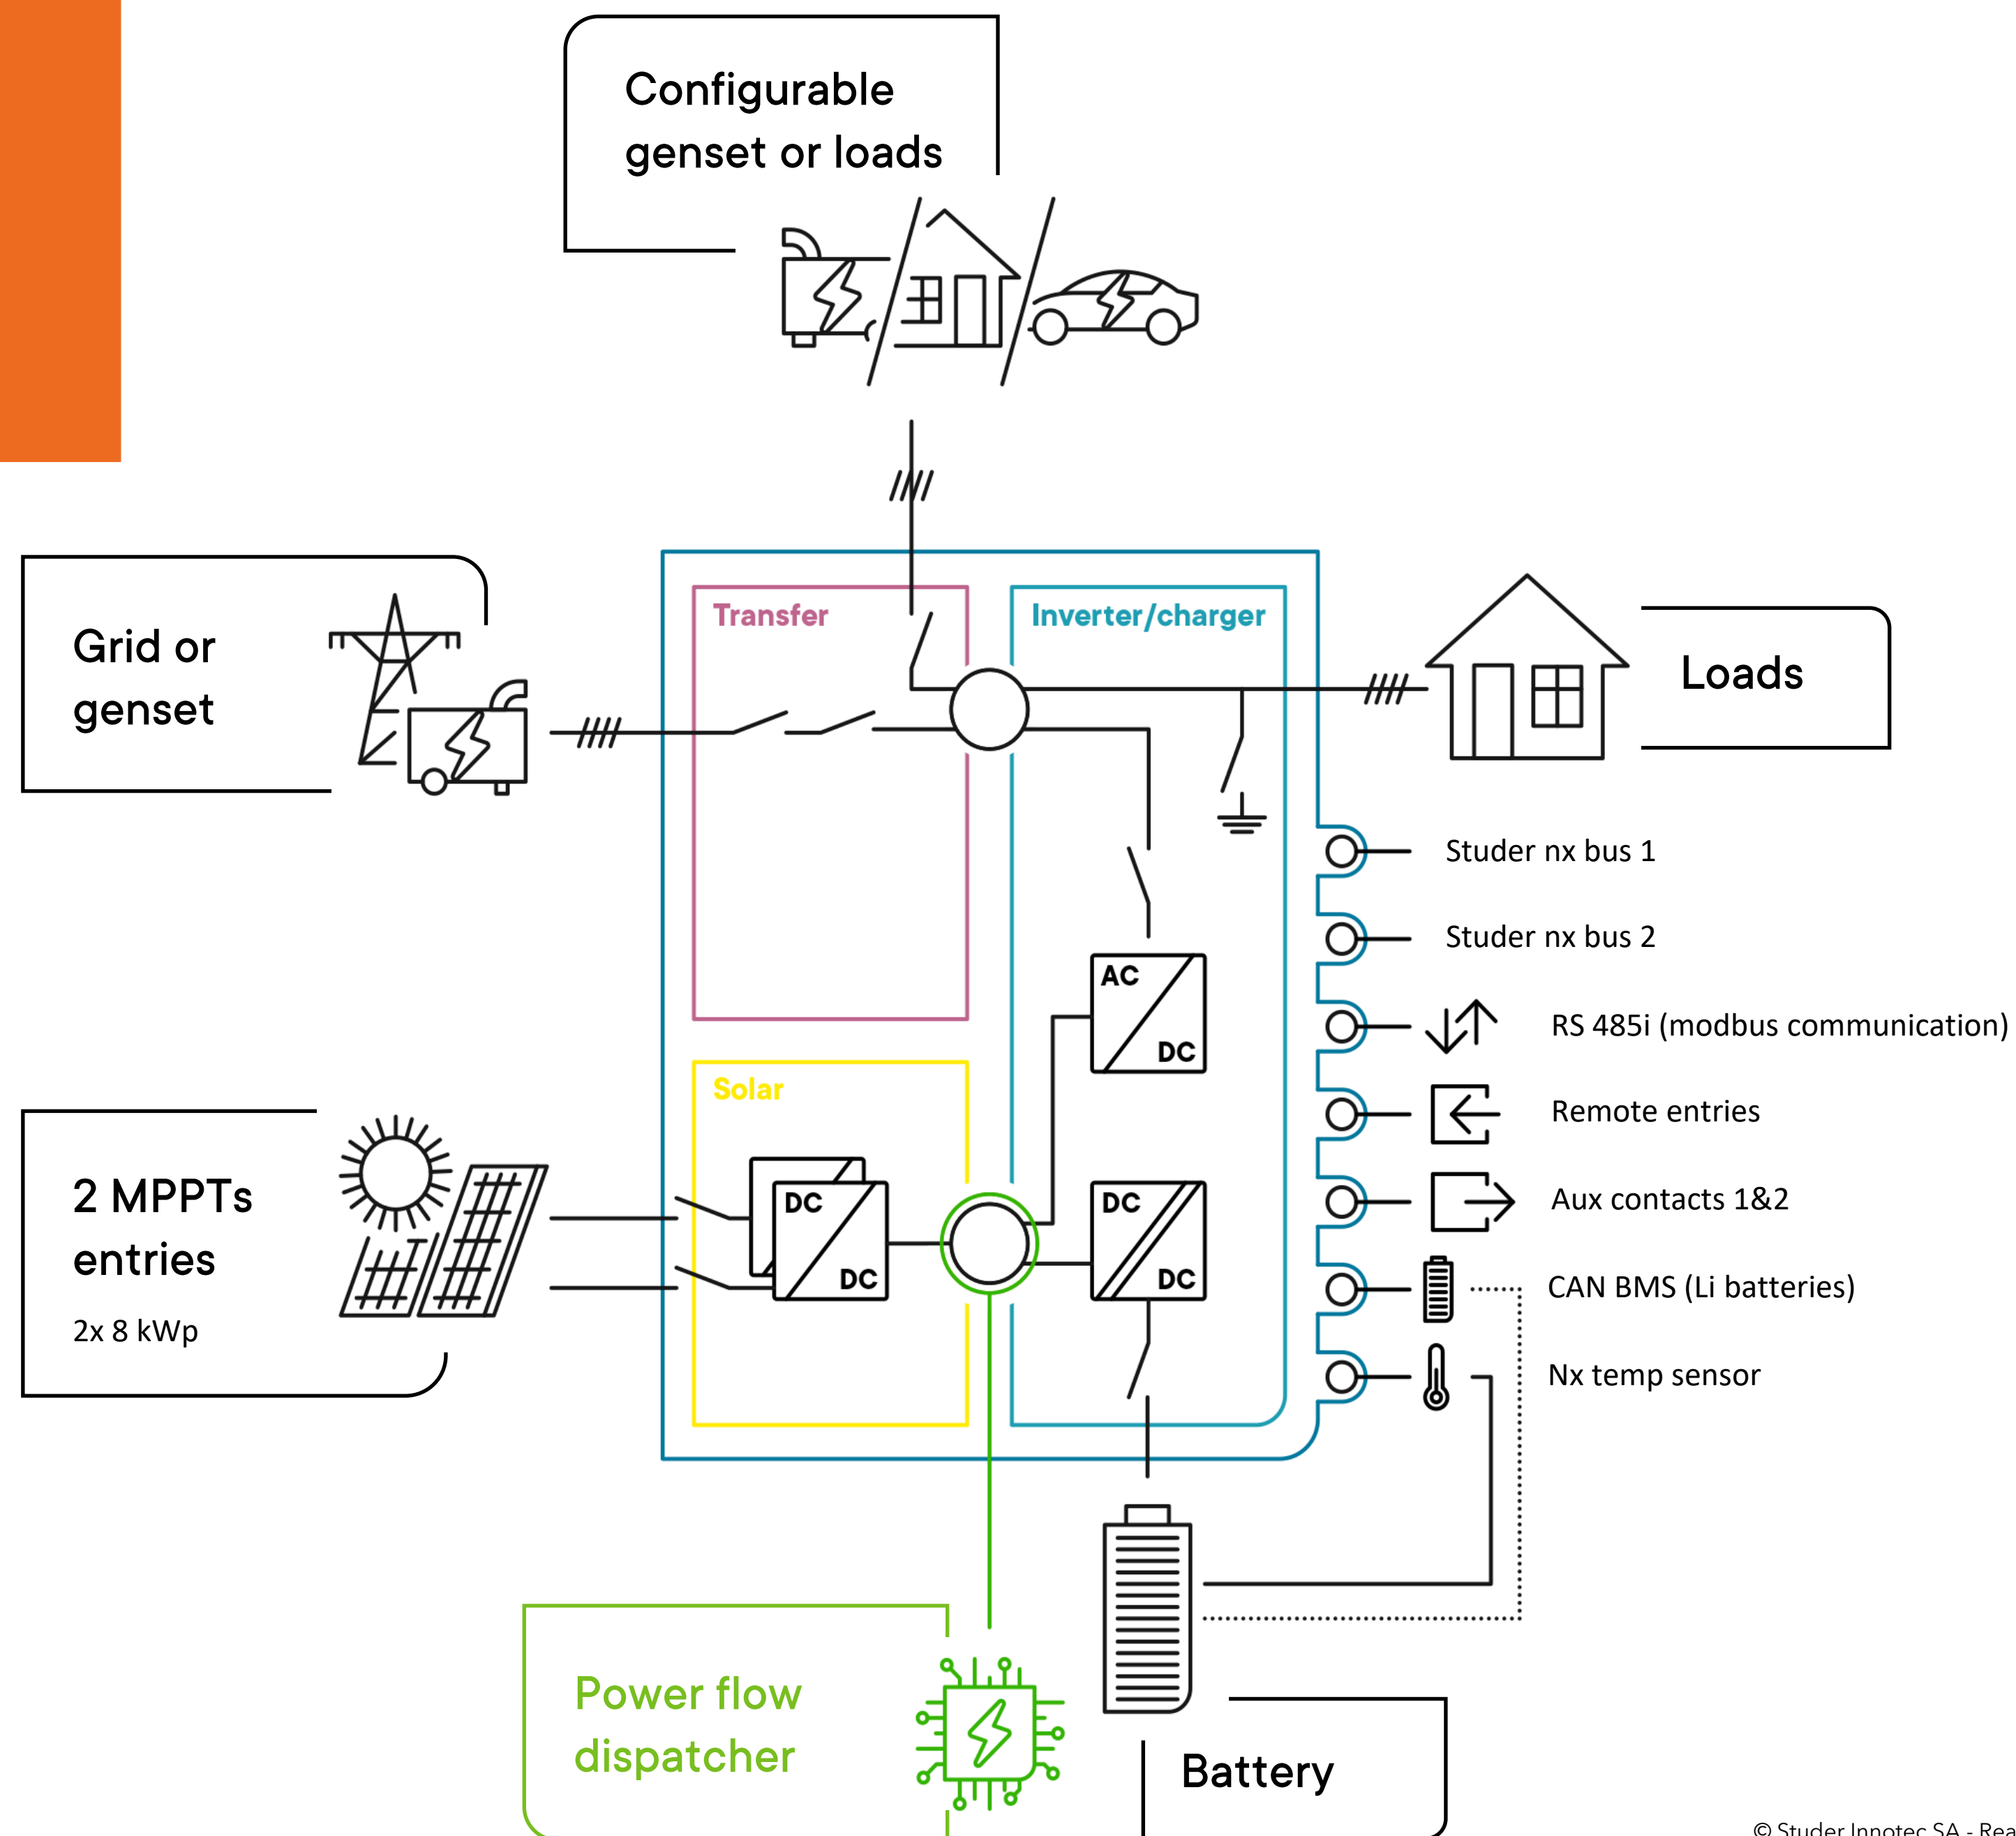 Configurable
genset or loads
Grid or
genset
Transfer
Inverter/charger
Loads
Studer nx bus 1
Studer nx bus 2
AC
DC
RS 485i (modbus communication)
Remote entries
Solar
2 MPPTs
entries
2x 8 kWp
DC
DC
DC
DC
Aux contacts 1&2
CAN BMS (Li batteries)
Nx temp sensor
Power flow
dispatcher
Battery
© Studer Innotec SA - Rea